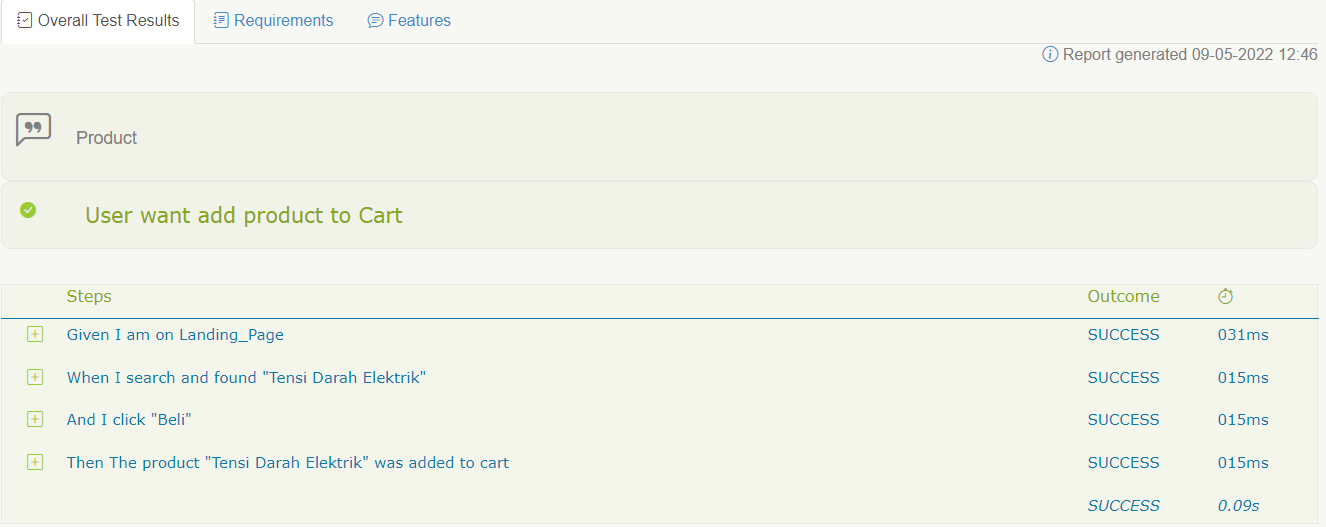 Overall Test Results Requirements Features
Report generated 09-05-2022 12:46
Product
User want add product to Cart
Steps Outcome
Given I am on Landing_Page SUCCESS 031ms
When I search and found "Tensi Darah Elektrik" SUCCESS 015ms
And I click "Beli" SUCCESS 015ms
Then The product "Tensi Darah Elektrik" was added to cart SUCCESS 015ms
SUCCESS 0.09s